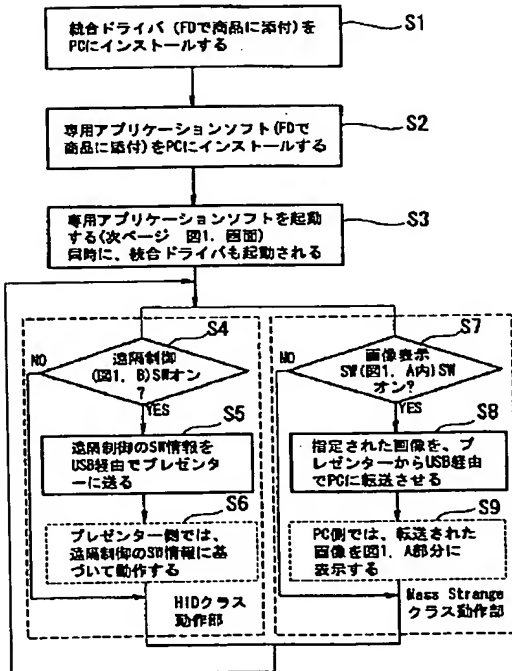 統合ドライバ（FDで商品に添付）を
PCにインストールする
S1
専用アプリケーションソフト（FDで
商品に添付）をPCにインストールする
S2
専用アプリケーションソフトを起動
する（次ページ 図1. 画面）
同時に、統合ドライバも起動される
S3
S4
NO
遠隔制御
（図1. B）SWオン
?
YES
S5
遠隔制御のSW情報を
USB経由でプレゼンタ
ーに送る
S6
プレゼンター側では、
遠隔制御のSW情報に基
づいて動作する
HIDクラス
動作部
S7
NO
画像表示
SW（図1. A内）SW
オン?
YES
S8
指定された画像を、プ
レゼンターからUSB経由
でPCに転送させる
S9
PC側では、転送された
画像を図1. A部分に
表示する
Mass Strange
クラス動作部